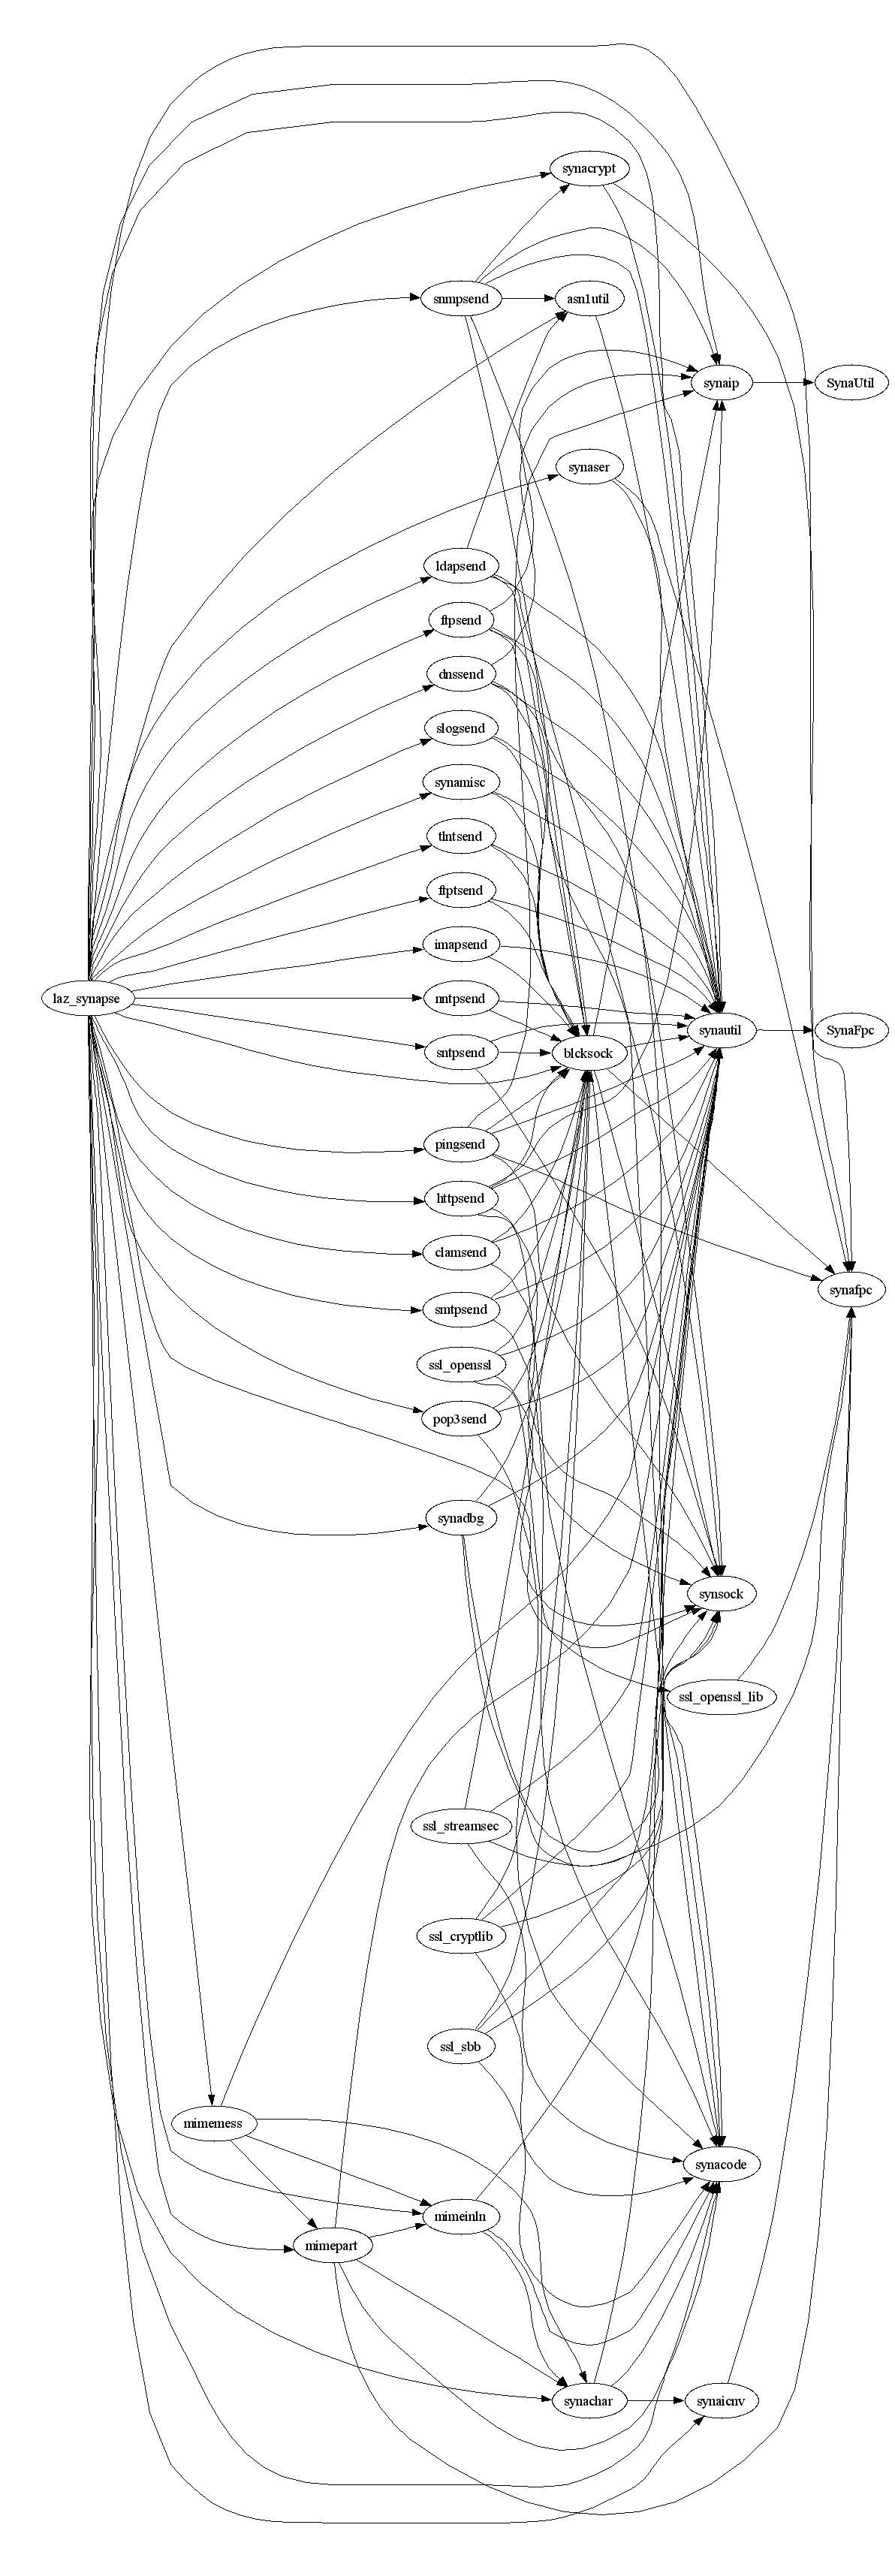 synacrypt
snmpsend
asn1util
synaip
SynaUtil
synaser
ldapsend
ftpsend
dnssend
slogsend
synamisc
tlntsend
ftptsend
imapsend
laz_synapse
nntpsend
synautil
SynaFpc
sntpsend
blcksock
pingsend
httpsend
clamsend
synafpc
smtpsend
ssl_openssl
pop3send
synadbg
synsock
ssl_openssl_lib
ssl_streamsec
ssl_cryptlib
ssl_sbb
mimemess
synacode
mimeinln
mimepart
synachar
synaicnv